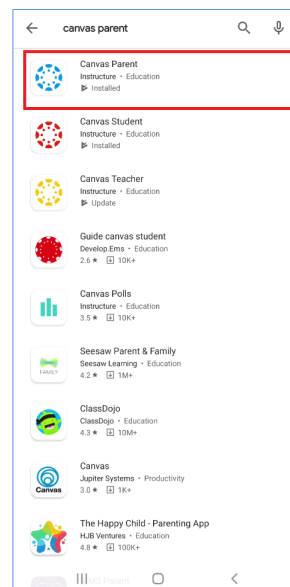 canvas parent
Canvas Parent
Instructure • Education
Installed
Canvas Student
Instructure • Education
Installed
Canvas Teacher
Instructure • Education
Update
Guide canvas student
Develop.Ems • Education
2.6★ 10K+
Canvas Polls
Instructure • Education
3.5★ 10K+
FAMILY
Seesaw Parent & Family
Seesaw Learning • Education
4.2★ 1M+
ClassDojo
ClassDojo • Education
4.3★ 10M+
Canvas
Canvas
Jupiter Systems • Productivity
3.0★ 1K+
The Happy Child - Parenting App
HJB Ventures • Education
4.8★ 100K+
Parent